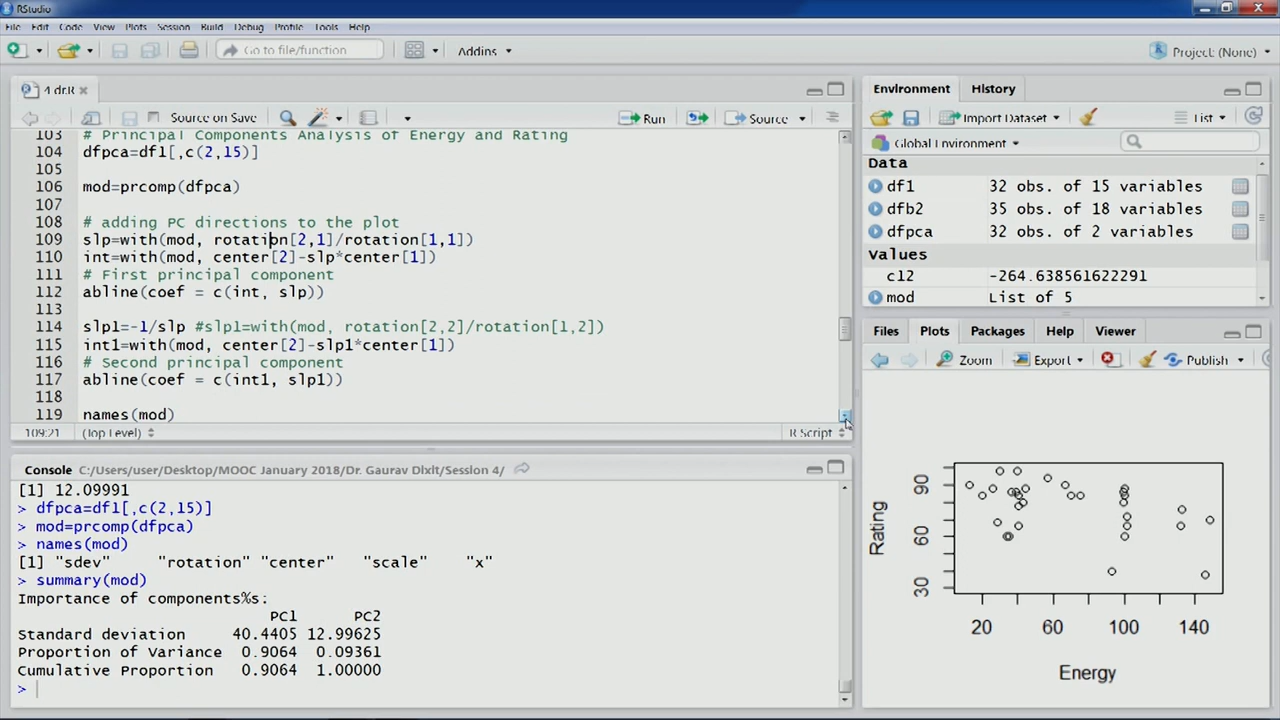 RStudio
File Edit Code View Plots Session Build Debug Profile Tools Help
Go to file/function Addins Project: (None)
4 dr.R
Source on Save Run Source
103 # Principal Components Analysis of Energy and Rating
104 dfpca=df1[,c(2,15)]
105
106 mod=prcomp(dfpca)
107
108 # adding PC directions to the plot
109 slp=with(mod, rotation[2,1]/rotation[1,1])
110 int=with(mod, center[2]-slp*center[1])
111 # First principal component
112 abline(coef = c(int, slp))
113
114 slp1=-1/slp #slp1=with(mod, rotation[2,2]/rotation[1,2])
115 int1=with(mod, center[2]-slp1*center[1])
116 # Second principal component
117 abline(coef = c(int1, slp1))
118
119 names(mod)
109:21 (Top Level) R Script
Console C:/Users/user/Desktop/MOOC January 2018/Dr. Gaurav Dixit/Session 4/
[1] 12.09991
> dfpca=df1[,c(2,15)]
> mod=prcomp(dfpca)
> names(mod)
[1] "sdev" "rotation" "center" "scale" "x"
> summary(mod)
Importance of components%s:
PC1 PC2
Standard deviation 40.4405 12.99625
Proportion of Variance 0.9064 0.09361
Cumulative Proportion 0.9064 1.00000
>
Environment History
Import Dataset List
Global Environment
Data
df1 32 obs. of 15 variables
dfb2 35 obs. of 18 variables
dfpca 32 obs. of 2 variables
Values
c12 -264.638561622291
mod List of 5
Files Plots Packages Help Viewer
Zoom Export Publish
Rating
90
60
30
20 60 100 140
Energy